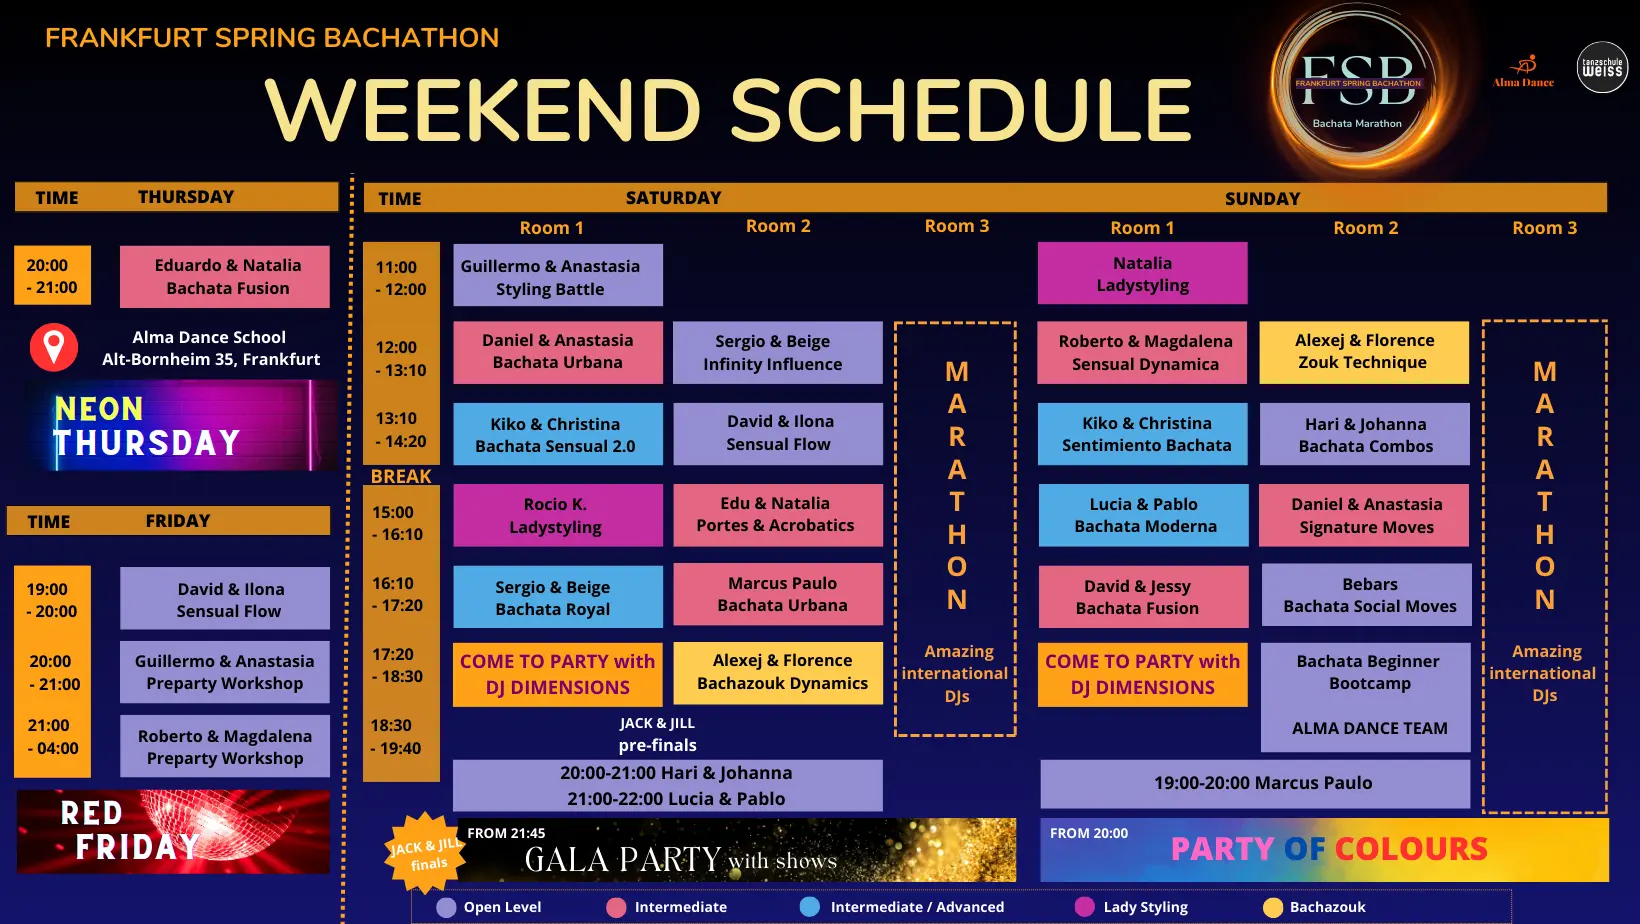 FRANKFURT SPRING BACHATHON
WEEKEND SCHEDULE
FSB
FRANKFURT SPRING BACHATHON
Bachata Marathon
Alma Dance
tanzschule
weiss
TIME THURSDAY
20:00
- 21:00
Eduardo & Natalia
Bachata Fusion
Alma Dance School
Alt-Bornheim 35, Frankfurt
NEON
THURSDAY
TIME FRIDAY
19:00
- 20:00
David & Ilona
Sensual Flow
20:00
- 21:00
Guillermo & Anastasia
Preparty Workshop
21:00
- 04:00
Roberto & Magdalena
Preparty Workshop
RED
FRIDAY
TIME SATURDAY SUNDAY
Room 1 Room 2 Room 3 Room 1 Room 2 Room 3
11:00
- 12:00
Guillermo & Anastasia
Styling Battle
Natalia
Ladystyling
12:00
- 13:10
Daniel & Anastasia
Bachata Urbana
Sergio & Beige
Infinity Influence
Roberto & Magdalena
Sensual Dynamica
Alexej & Florence
Zouk Technique
13:10
- 14:20
Kiko & Christina
Bachata Sensual 2.0
David & Ilona
Sensual Flow
Kiko & Christina
Sentimiento Bachata
Hari & Johanna
Bachata Combos
BREAK
15:00
- 16:10
Rocio K.
Ladystyling
Edu & Natalia
Portes & Acrobatics
Lucia & Pablo
Bachata Moderna
Daniel & Anastasia
Signature Moves
16:10
- 17:20
Sergio & Beige
Bachata Royal
Marcus Paulo
Bachata Urbana
David & Jessy
Bachata Fusion
Bebars
Bachata Social Moves
17:20
- 18:30
COME TO PARTY with
DJ DIMENSIONS
Alexej & Florence
Bachazouk Dynamics
COME TO PARTY with
DJ DIMENSIONS
Bachata Beginner
Bootcamp
ALMA DANCE TEAM
18:30
- 19:40
JACK & JILL
pre-finals
MARATHON
Amazing
international
DJs
MARATHON
Amazing
international
DJs
20:00-21:00 Hari & Johanna
21:00-22:00 Lucia & Pablo
19:00-20:00 Marcus Paulo
JACK & JILL
finals
FROM 21:45
GALA PARTY with shows
FROM 20:00
PARTY OF COLOURS
Open Level
Intermediate
Intermediate / Advanced
Lady Styling
Bachazouk